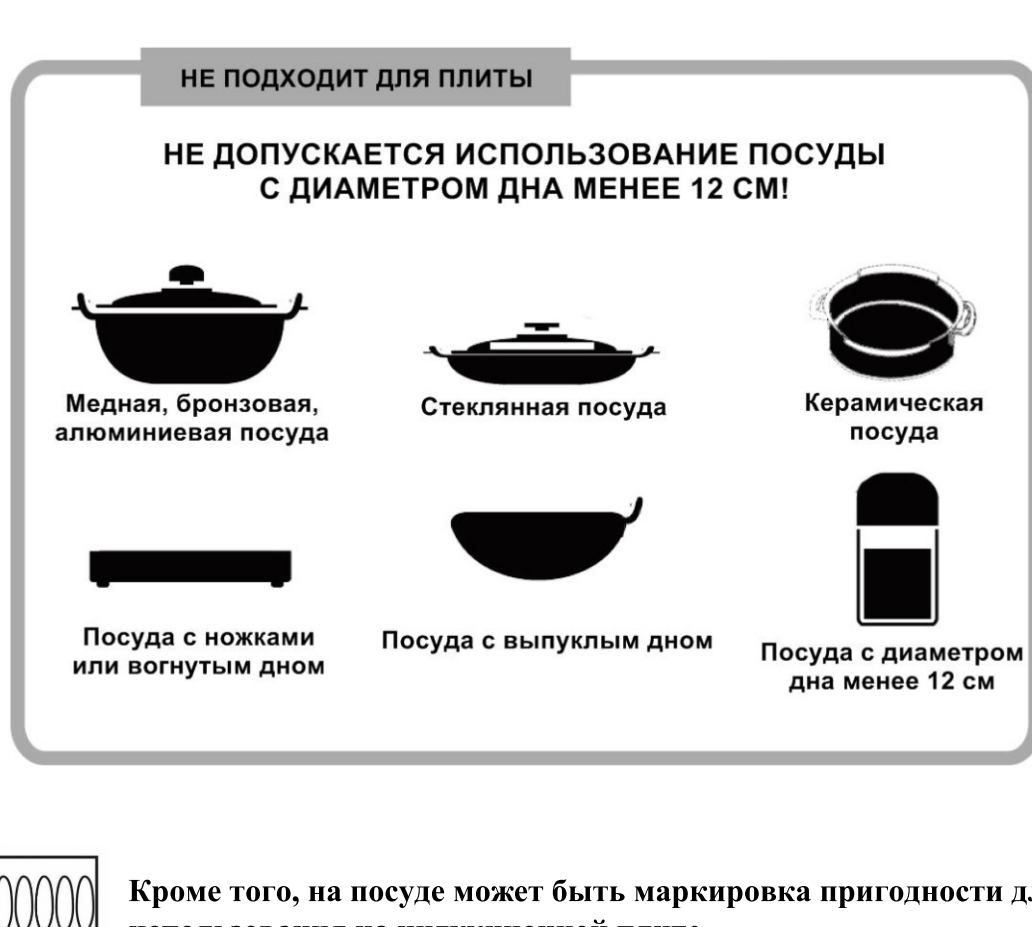 НЕ ПОДХОДИТ ДЛЯ ПЛИТЫ
НЕ ДОПУСКАЕТСЯ ИСПОЛЬЗОВАНИЕ ПОСУДЫ
С ДИАМЕТРОМ ДНА МЕНЕЕ 12 СМ!
Медная, бронзовая,
алюминиевая посуда
Стеклянная посуда
Керамическая
посуда
Посуда с ножками
или вогнутым дном
Посуда с выпуклым дном
Посуда с диаметром
дна менее 12 см
Кроме того, на посуде может быть маркировка пригодности